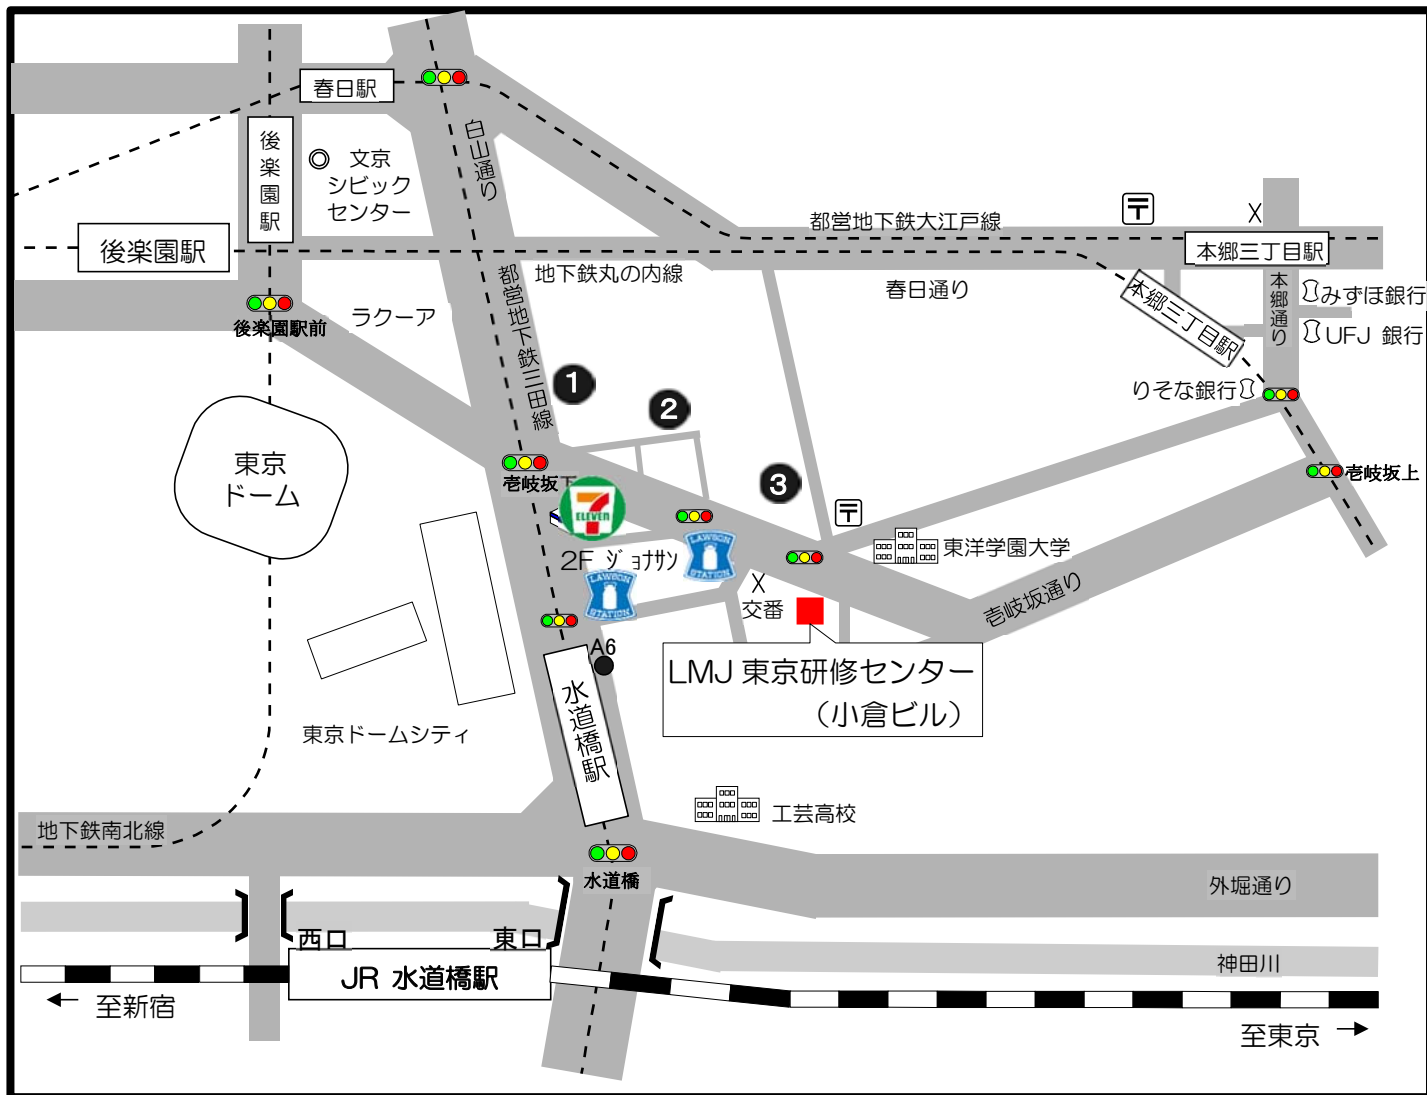 春日駅
白山通り
後楽園駅
文京
シビック
センター
後楽園駅
都営地下鉄大江戸線
〒
本郷三丁目駅
都営地下鉄三田線
地下鉄丸の内線
春日通り
本郷三丁目駅
本郷通り
みずほ銀行
UFJ 銀行
後楽園駅前
ラクーア
りそな銀行
1
2
3
東京
ドーム
壱岐坂下
壱岐坂上
7
ELEVEN
〒
2F ジョナサン
LAWSON
STATION
東洋学園大学
LAWSON
STATION
交番
壱岐坂通り
A6
LMJ 東京研修センター
（小倉ビル）
水道橋駅
東京ドームシティ
工芸高校
地下鉄南北線
水道橋
外堀通り
西口
東口
JR 水道橋駅
神田川
至新宿
至東京